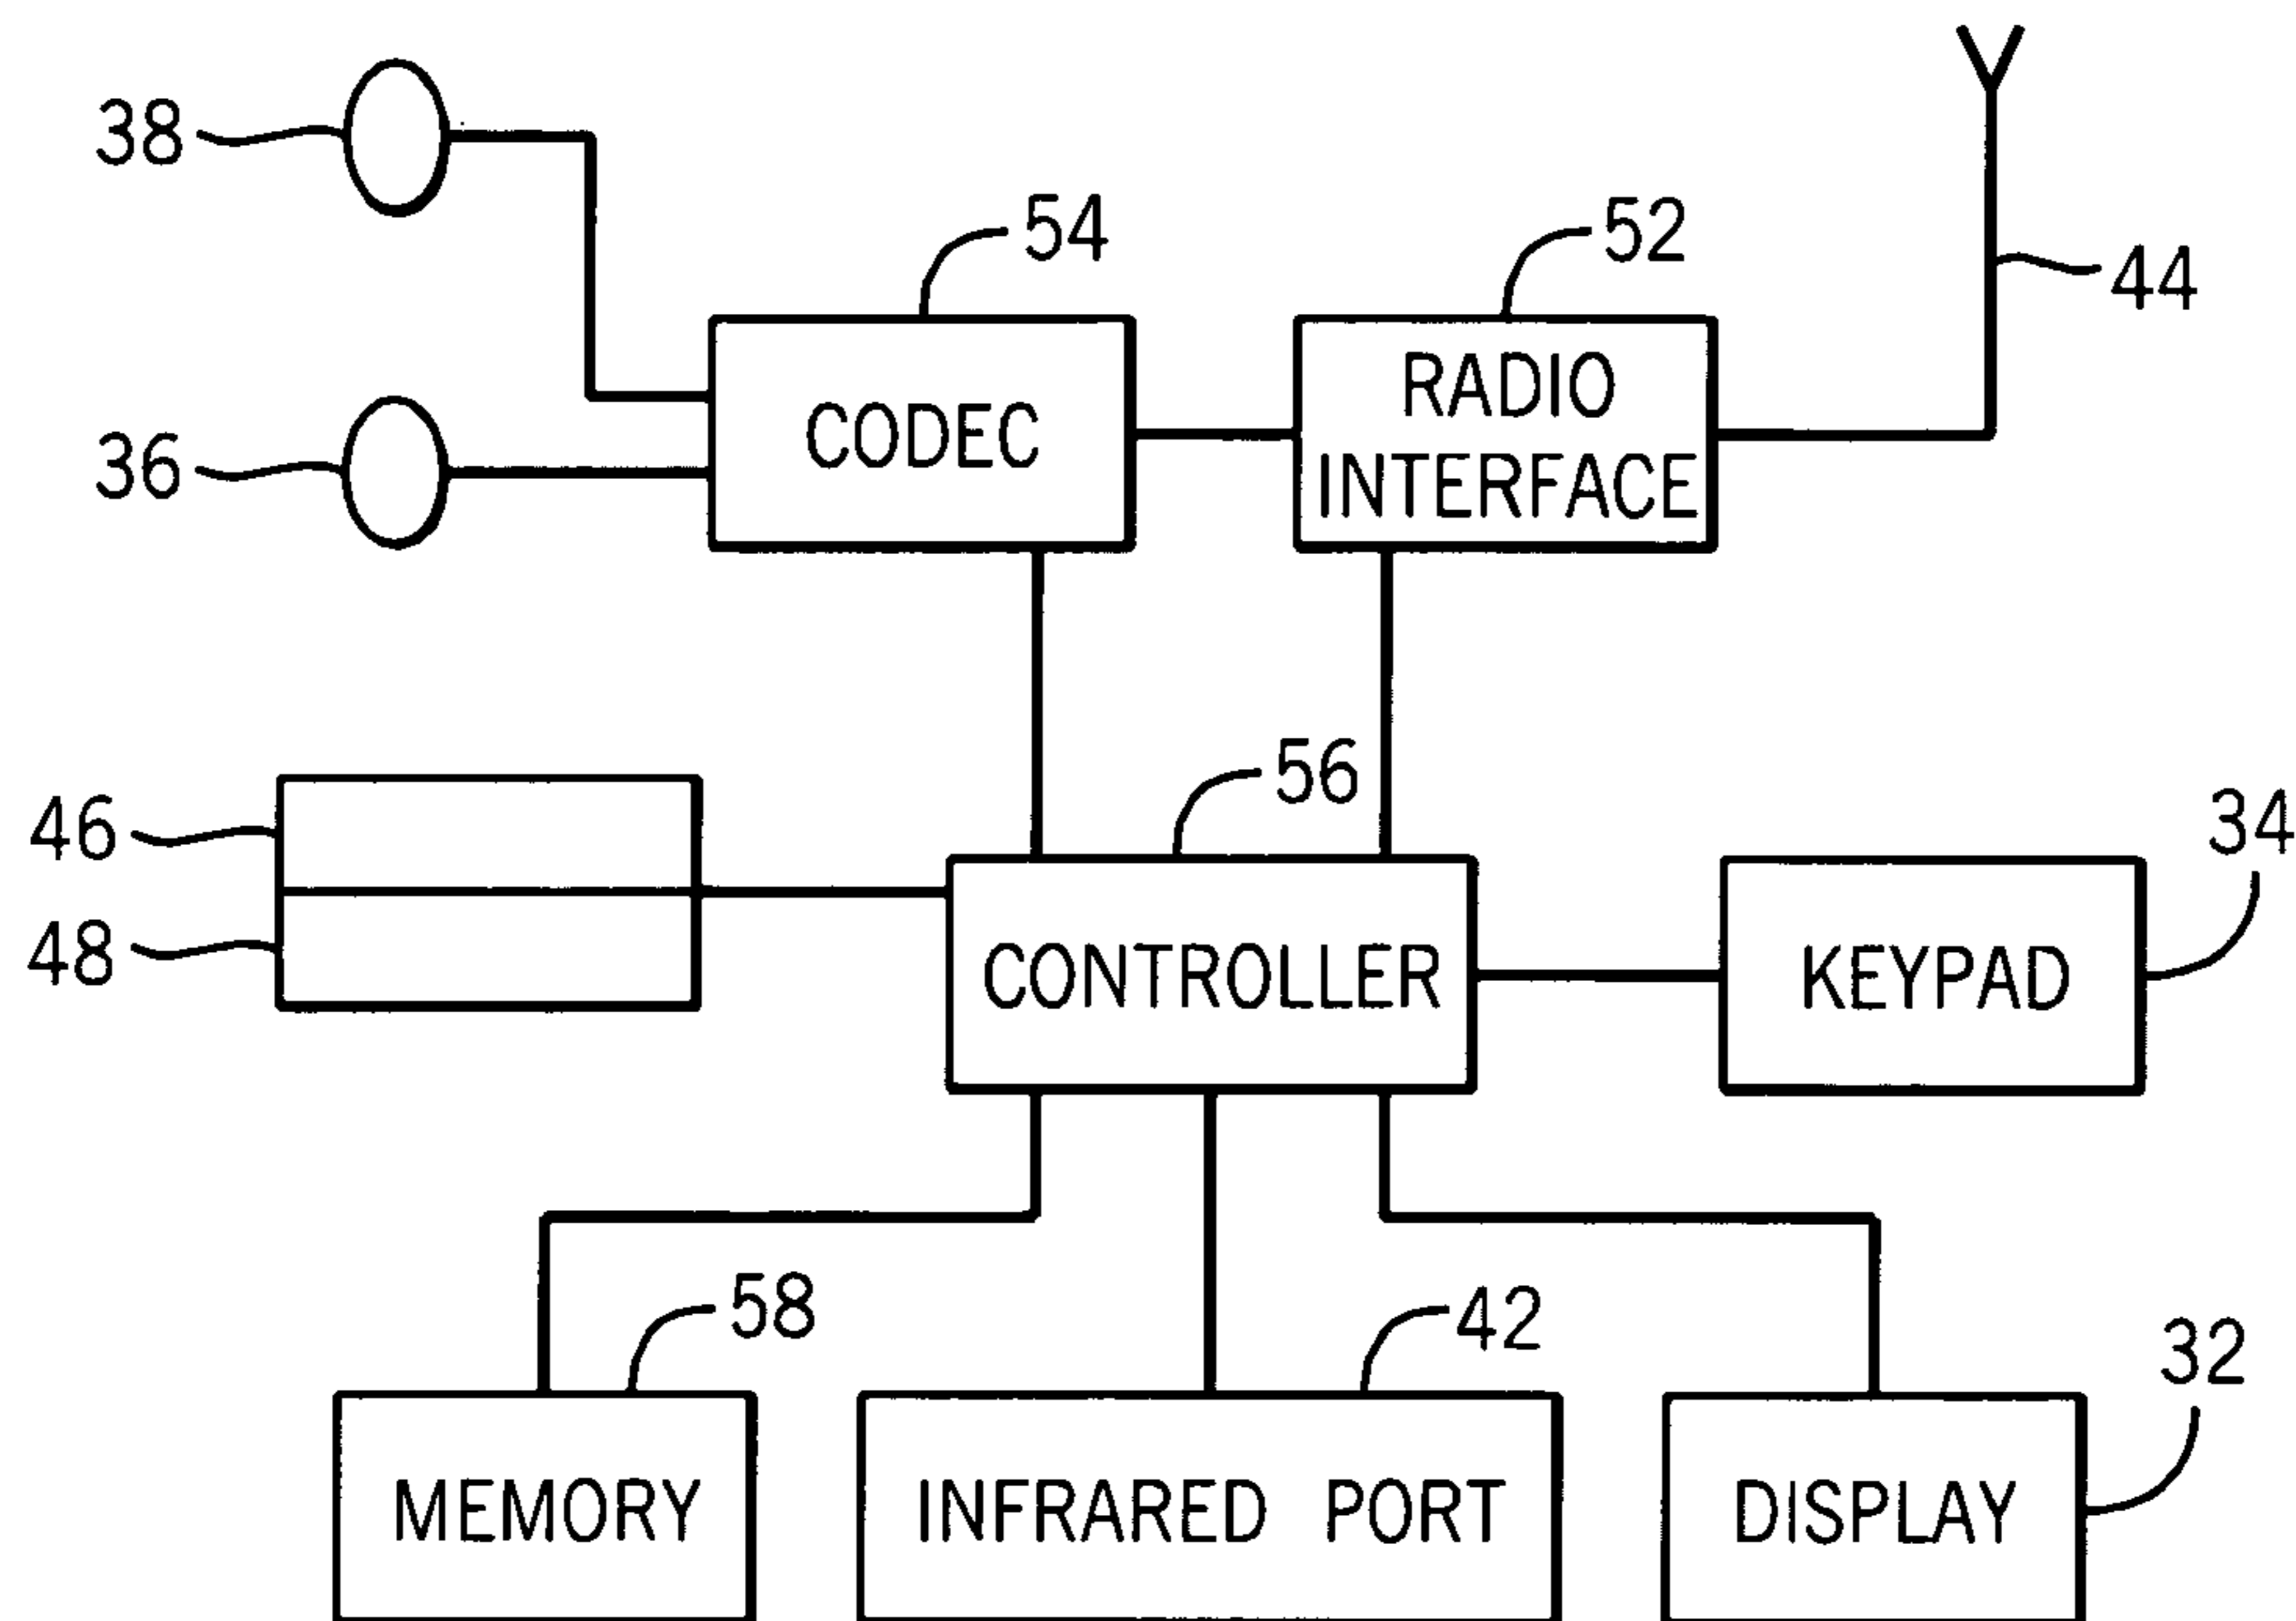 38
54
52
44
CODEC
RADIO
INTERFACE
36
56
46
34
48
CONTROLLER
KEYPAD
58
42
32
MEMORY
INFRARED PORT
DISPLAY